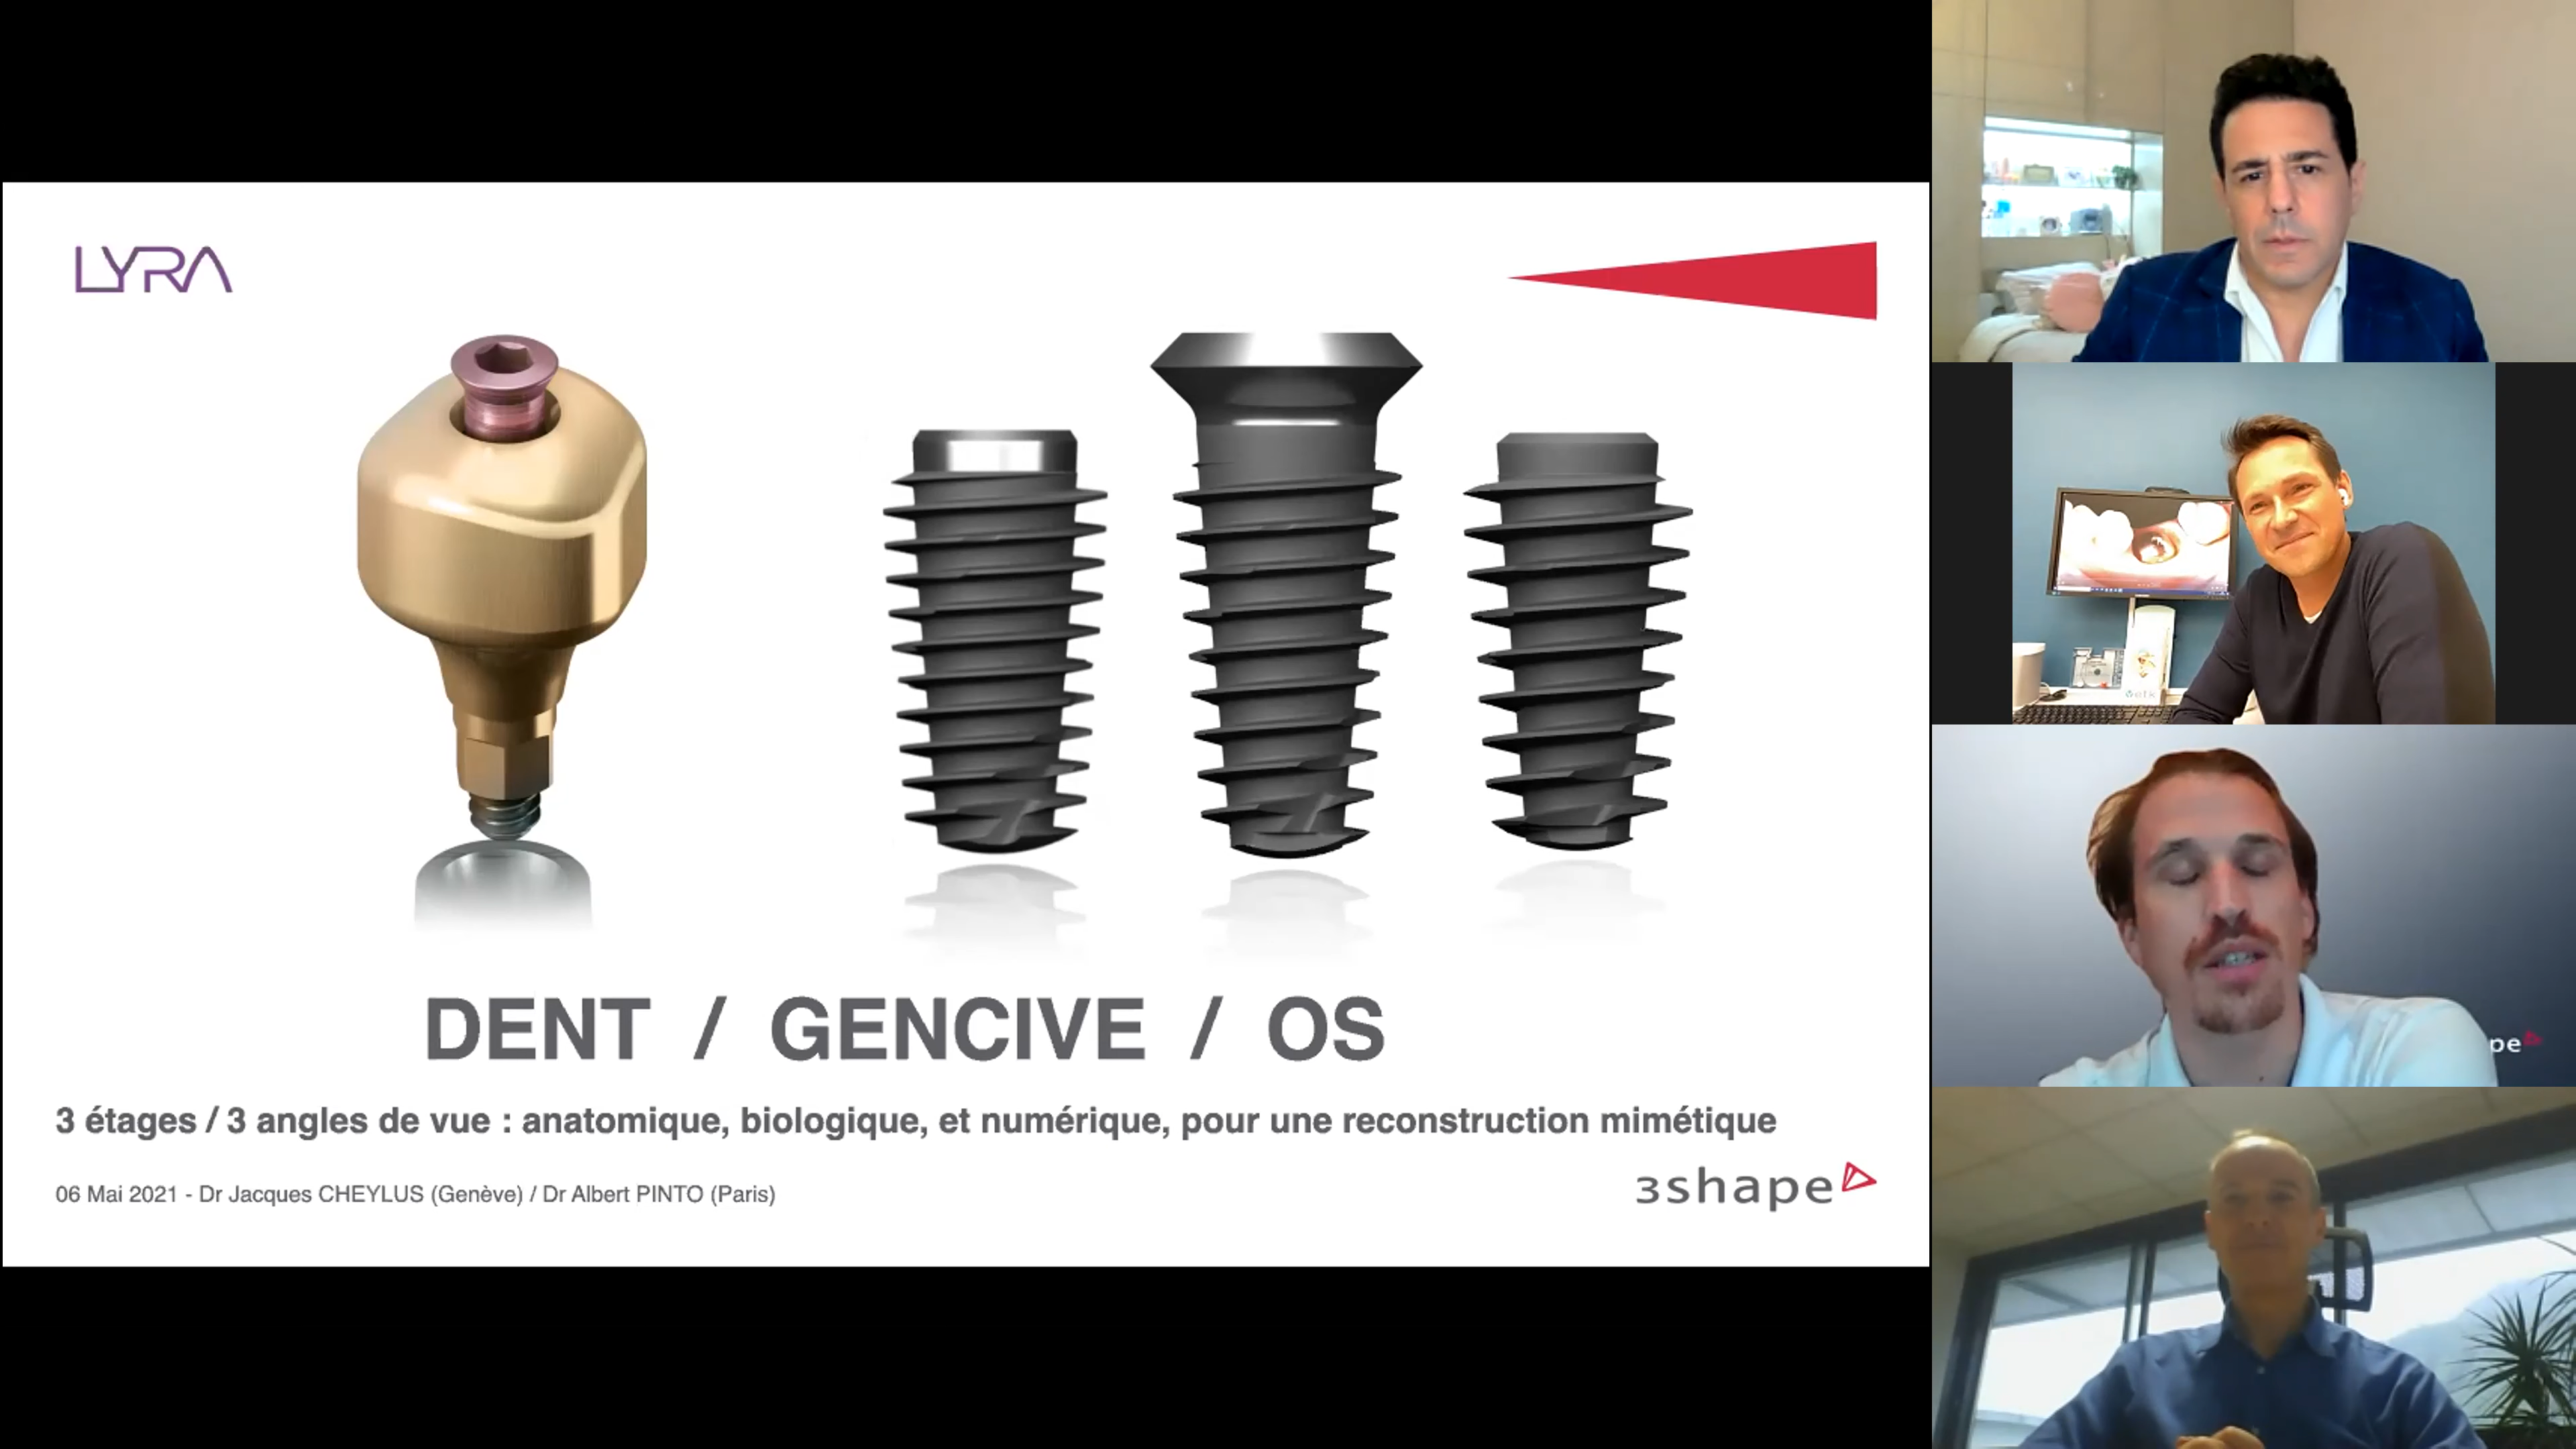 LYRA
DENT / GENCIVE / OS
3 étages / 3 angles de vue : anatomique, biologique, et numérique, pour une reconstruction mimétique
06 Mai 2021 - Dr Jacques CHEYLUS (Genève) / Dr Albert PINTO (Paris)
3shape
etk
pe